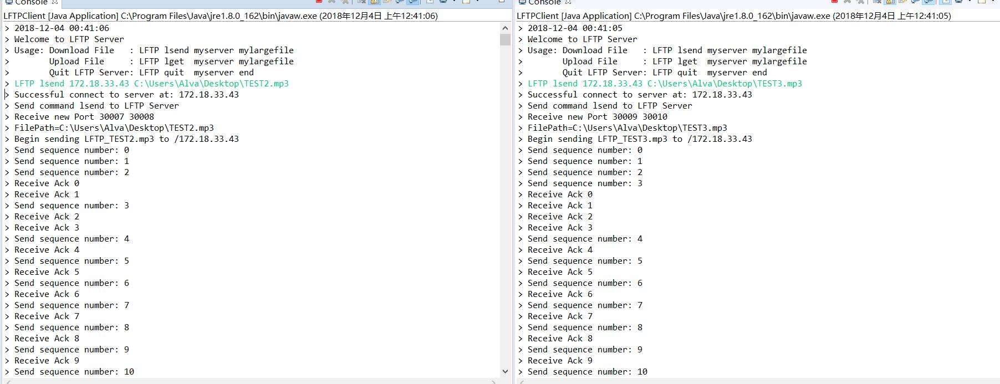 Console
LFTPClient [Java Application] C:\Program Files\Java\jre1.8.0_162\bin\javaw.exe (2018年12月4日 上午12:41:06)
> 2018-12-04 00:41:06
> Welcome to LFTP Server
> Usage: Download File   : LFTP lsend myserver mylargefile
>        Upload File     : LFTP lget  myserver mylargefile
>        Quit LFTP Server: LFTP quit  myserver end
> LFTP lsend 172.18.33.43 C:\Users\Alva\Desktop\TEST2.mp3
> Successful connect to server at: 172.18.33.43
> Send command lsend to LFTP Server
> Receive new Port 30007 30008
> FilePath=C:\Users\Alva\Desktop\TEST2.mp3
> Begin sending LFTP_TEST2.mp3 to /172.18.33.43
> Send sequence number: 0
> Send sequence number: 1
> Send sequence number: 2
> Receive Ack 0
> Receive Ack 1
> Send sequence number: 3
> Receive Ack 2
> Receive Ack 3
> Send sequence number: 4
> Receive Ack 4
> Send sequence number: 5
> Receive Ack 5
> Send sequence number: 6
> Receive Ack 6
> Send sequence number: 7
> Receive Ack 7
> Send sequence number: 8
> Receive Ack 8
> Send sequence number: 9
> Receive Ack 9
> Send sequence number: 10
Console
LFTPClient [Java Application] C:\Program Files\Java\jre1.8.0_162\bin\javaw.exe (2018年12月4日 上午12:41:05)
> 2018-12-04 00:41:05
> Welcome to LFTP Server
> Usage: Download File   : LFTP lsend myserver mylargefile
>        Upload File     : LFTP lget  myserver mylargefile
>        Quit LFTP Server: LFTP quit  myserver end
> LFTP lsend 172.18.33.43 C:\Users\Alva\Desktop\TEST3.mp3
> Successful connect to server at: 172.18.33.43
> Send command lsend to LFTP Server
> Receive new Port 30009 30010
> FilePath=C:\Users\Alva\Desktop\TEST3.mp3
> Begin sending LFTP_TEST3.mp3 to /172.18.33.43
> Send sequence number: 0
> Send sequence number: 1
> Send sequence number: 2
> Send sequence number: 3
> Receive Ack 0
> Receive Ack 1
> Receive Ack 2
> Receive Ack 3
> Send sequence number: 4
> Receive Ack 4
> Send sequence number: 5
> Receive Ack 5
> Send sequence number: 6
> Receive Ack 6
> Send sequence number: 7
> Receive Ack 7
> Send sequence number: 8
> Receive Ack 8
> Send sequence number: 9
> Receive Ack 9
> Send sequence number: 10